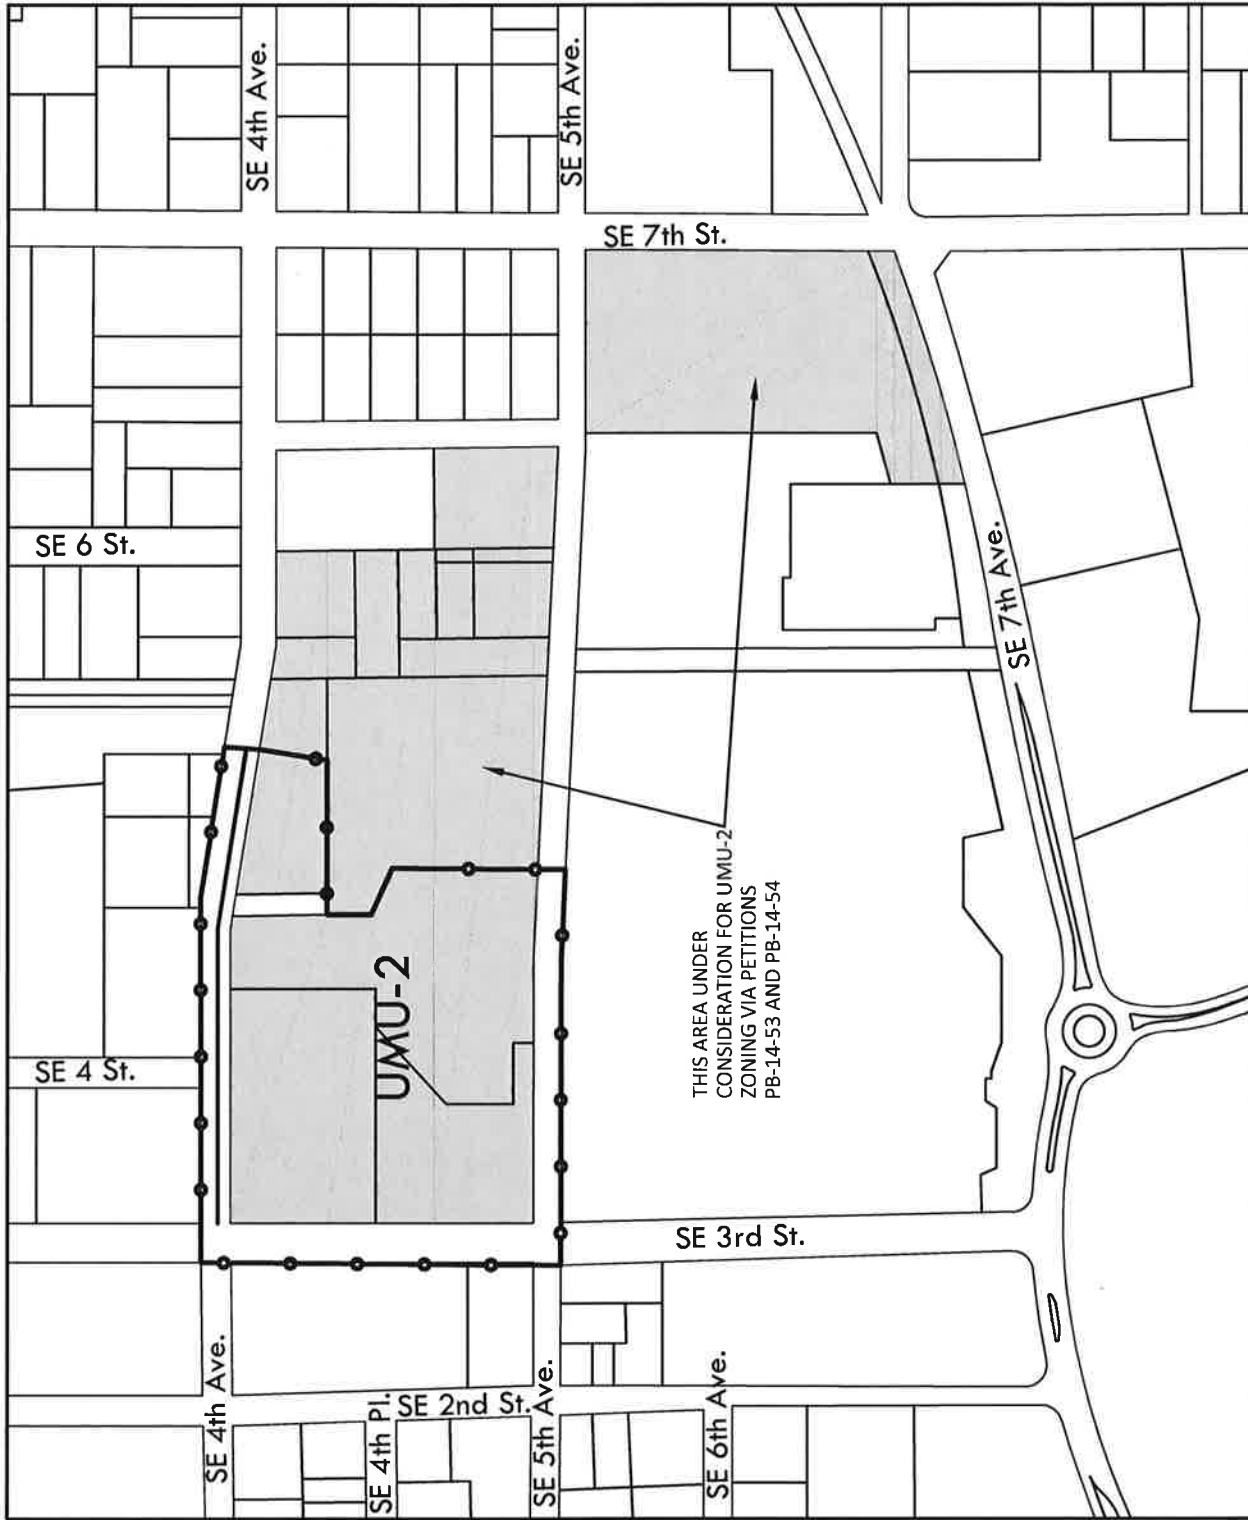 SE 4th Ave.
SE 5th Ave.
SE 7th St.
SE 6 St.
SE 7th Ave.
THIS AREA UNDER
CONSIDERATION FOR UMU-2
ZONING VIA PETITIONS
PB-14-53 AND PB-14-54
UMU-2
SE 4 St.
SE 3rd St.
SE 4th Ave.
SE 4th Pl.
SE 2nd St.
SE 5th Ave.
SE 6th Ave.